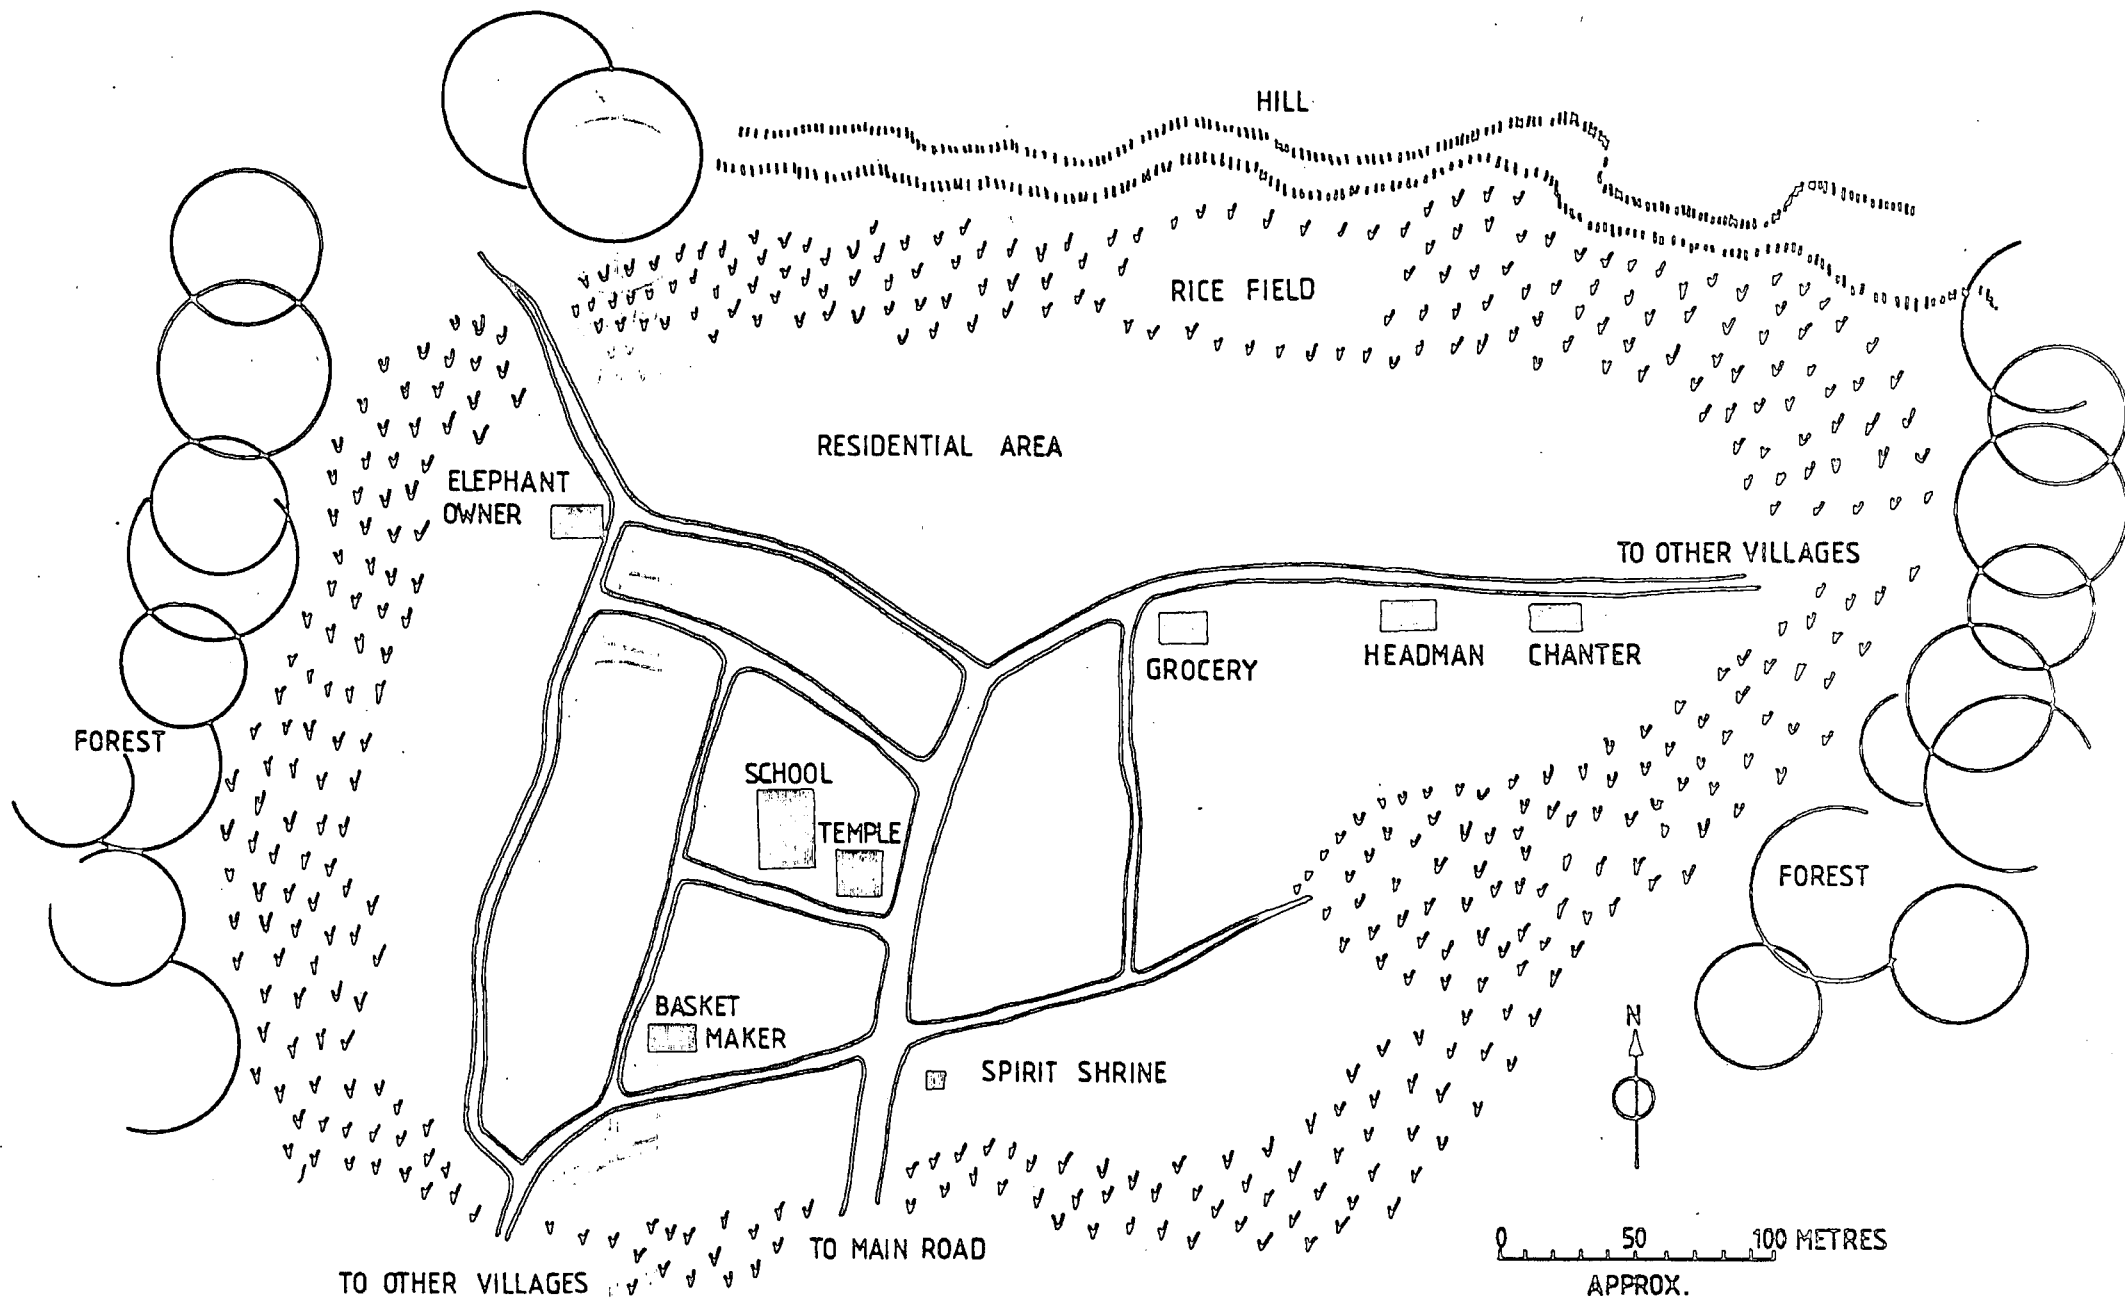 HILL
RICE FIELD
RESIDENTIAL AREA
ELEPHANT
OWNER
TO OTHER VILLAGES
GROCERY
HEADMAN
CHANTER
FOREST
SCHOOL
TEMPLE
FOREST
BASKET
MAKER
N
SPIRIT SHRINE
0 50 100 METRES
APPROX.
TO MAIN ROAD
TO OTHER VILLAGES